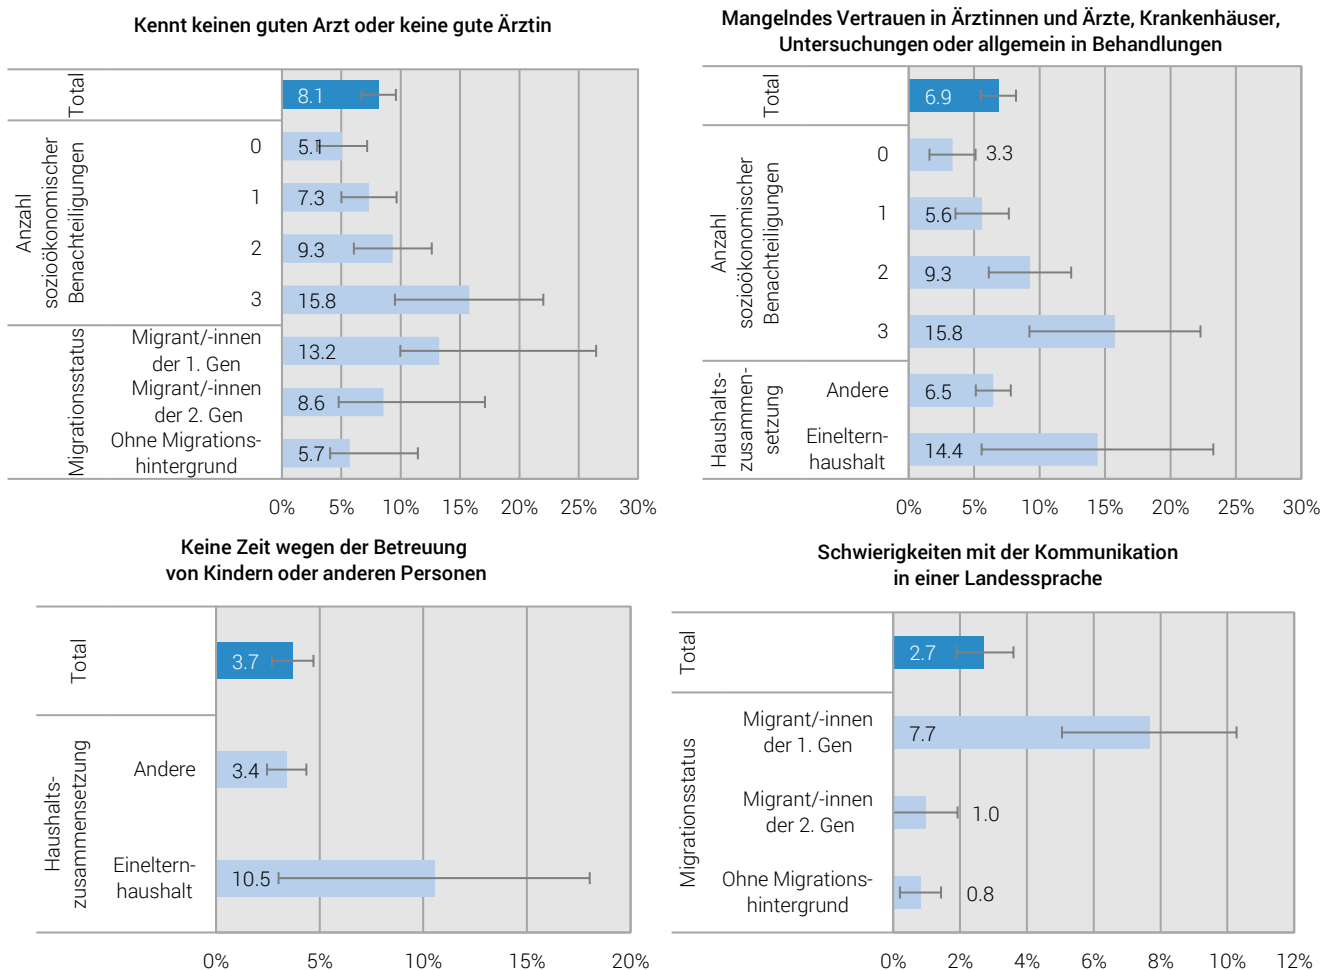 Kennt keinen guten Arzt oder keine gute Ärztin
Total
8.1
Anzahl
sozioökonomischer
Benachteiligungen
0
5.1
1
7.3
2
9.3
3
15.8
Migrationsstatus
Migrant/-innen
der 1. Gen
13.2
Migrant/-innen
der 2. Gen
8.6
Ohne Migrations-
hintergrund
5.7
0% 5% 10% 15% 20% 25% 30%
Mangelndes Vertrauen in Ärztinnen und Ärzte, Krankenhäuser,
Untersuchungen oder allgemein in Behandlungen
Total
6.9
Anzahl
sozioökonomischer
Benachteiligungen
0
3.3
1
5.6
2
9.3
3
15.8
Haushalts-
zusammen-
setzung
Andere
6.5
Eineltern-
haushalt
14.4
0% 5% 10% 15% 20% 25% 30%
Keine Zeit wegen der Betreuung
von Kindern oder anderen Personen
Total
3.7
Haushalts-
zusammensetzung
Andere
3.4
Eineltern-
haushalt
10.5
0% 5% 10% 15% 20%
Schwierigkeiten mit der Kommunikation
in einer Landessprache
Total
2.7
Migrationsstatus
Migrant/-innen
der 1. Gen
7.7
Migrant/-innen
der 2. Gen
1.0
Ohne Migrations-
hintergrund
0.8
0% 2% 4% 6% 8% 10% 12%